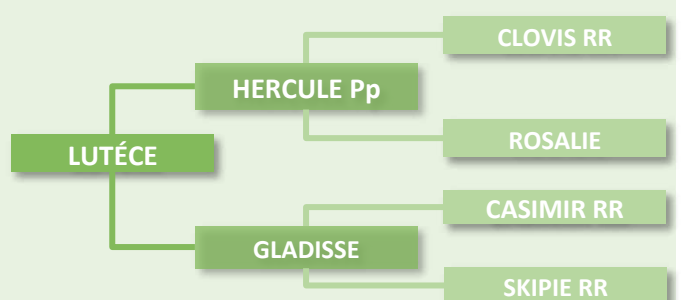 CLOVIS RR
HERCULE Pp
ROSALIE
LUTÉCE
CASIMIR RR
GLADISSE
SKIPIE RR